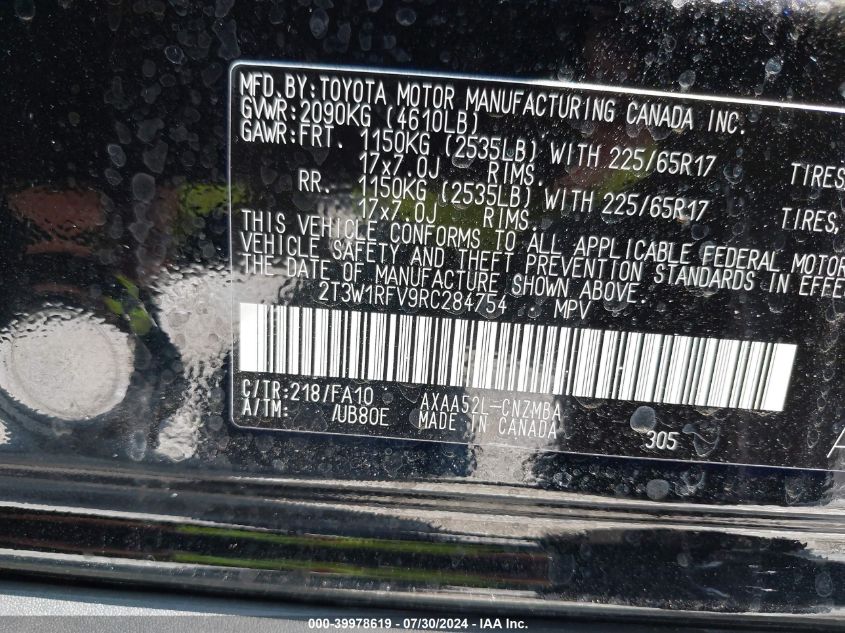 MFD.BY:TOYOTA MOTOR MANUFACTURING CANADA INC.
GVWR:2090KG (4610LB)
GAWR:FRT. 1150KG (2535LB) WITH 225/65R17 TIRES
17x7.0J RIMS.
RR. 1150KG (2535LB) WITH 225/65R17 TIRES,
17x7.0J RIMS.
THIS VEHICLE CONFORMS TO ALL APPLICABLE FEDERAL MOTOR
VEHICLE SAFETY AND THEFT PREVENTION STANDARDS IN EFFE
THE DATE OF MANUFACTURE SHOWN ABOVE.
2T3W1RFV9RC284754 MPV
C/TR:218/FA10 AXAA52L-CNZMBA
A/TM: /UB80E MADE IN CANADA
305
000-39978619 / 07/30/2024 - IAA Inc.